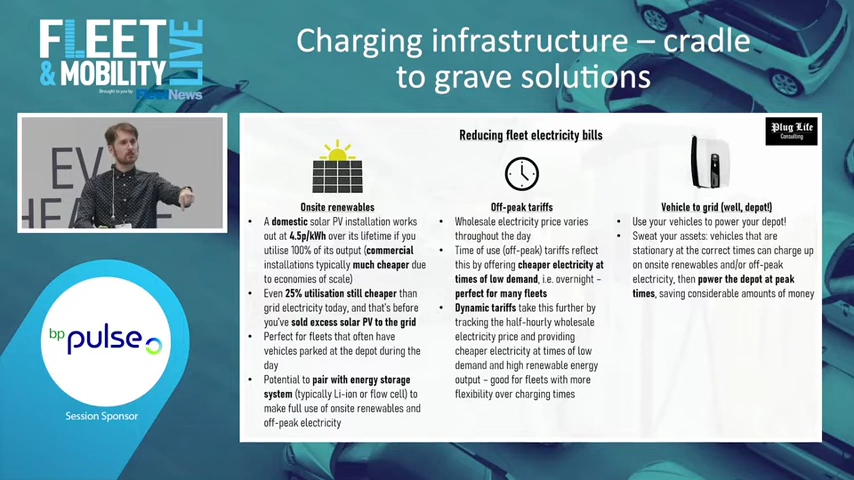 FLEET
& MOBILITY
LIVE
Brought to you by
FleetNews
Charging infrastructure – cradle
to grave solutions
EV
HEA
bp
pulse
Session Sponsor
Reducing fleet electricity bills
Plug Life
Consulting
Onsite renewables
• A domestic solar PV installation works
out at 4.5p/kWh over its lifetime if you
utilise 100% of its output (commercial
installations typically much cheaper due
to economies of scale)
• Even 25% utilisation still cheaper than
grid electricity today, and that's before
you've sold excess solar PV to the grid
• Perfect for fleets that often have
vehicles parked at the depot during the
day
• Potential to pair with energy storage
system (typically Li-ion or flow cell) to
make full use of onsite renewables and
off-peak electricity
Off-peak tariffs
• Wholesale electricity price varies
throughout the day
• Time of use (off-peak) tariffs reflect
this by offering cheaper electricity at
times of low demand, i.e. overnight –
perfect for many fleets
• Dynamic tariffs take this further by
tracking the half-hourly wholesale
electricity price and providing
cheaper electricity at times of low
demand and high renewable energy
output – good for fleets with more
flexibility over charging times
Vehicle to grid (well, depot!)
• Use your vehicles to power your depot!
• Sweat your assets: vehicles that are
stationary at the correct times can charge up
on onsite renewables and/or off-peak
electricity, then power the depot at peak
times, saving considerable amounts of money